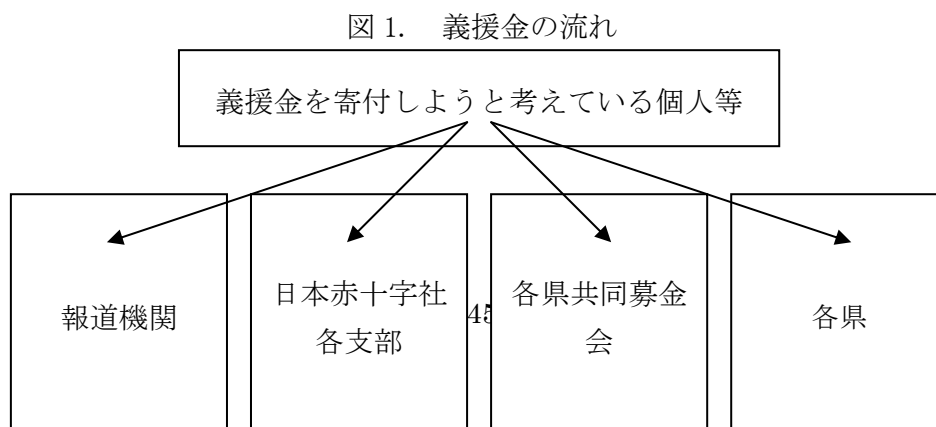 図 1. 義援金の流れ
義援金を寄付しようと考えている個人等
報道機関
日本赤十字社
各支部
各県共同募金
会
各県
45